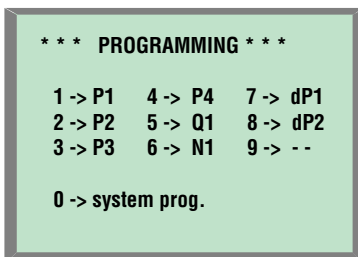 * * * PROGRAMMING * * *
1 -> P1 4 -> P4 7 -> dP1
2 -> P2 5 -> Q1 8 -> dP2
3 -> P3 6 -> N1 9 -> - -
0 -> system prog.